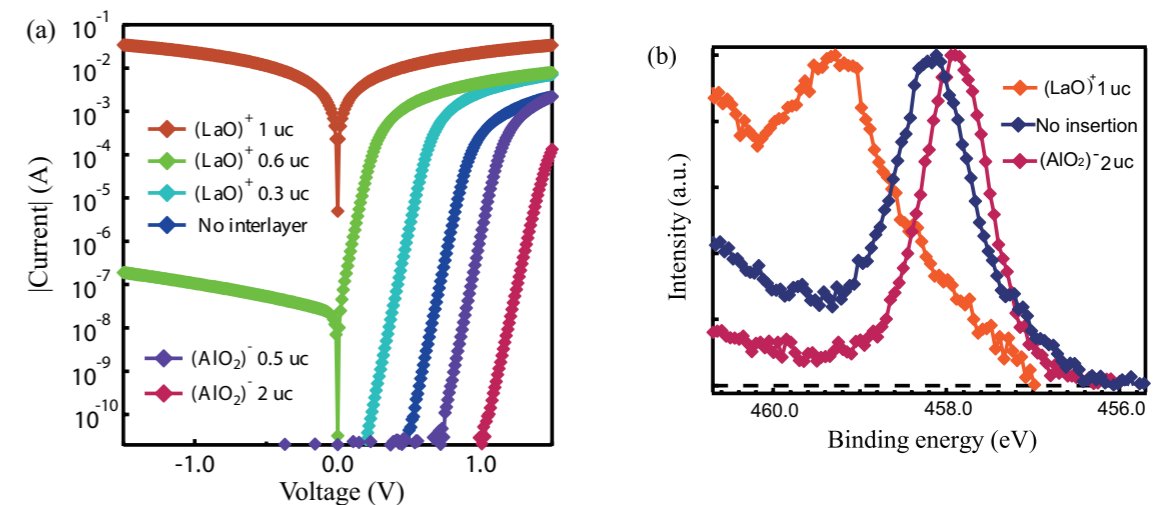 (a)
10⁻¹
10⁻²
10⁻³
10⁻⁴
10⁻⁵
10⁻⁶
10⁻⁷
10⁻⁸
10⁻⁹
10⁻¹⁰
|Current| (A)
(LaO)⁺ 1 uc
(LaO)⁺ 0.6 uc
(LaO)⁺ 0.3 uc
No interlayer
(AlO₂)⁻ 0.5 uc
(AlO₂)⁻ 2 uc
-1.0 0.0 1.0
Voltage (V)
(b)
Intensity (a.u.)
(LaO)⁺ 1 uc
No insertion
(AlO₂)⁻ 2 uc
460.0 458.0 456.0
Binding energy (eV)